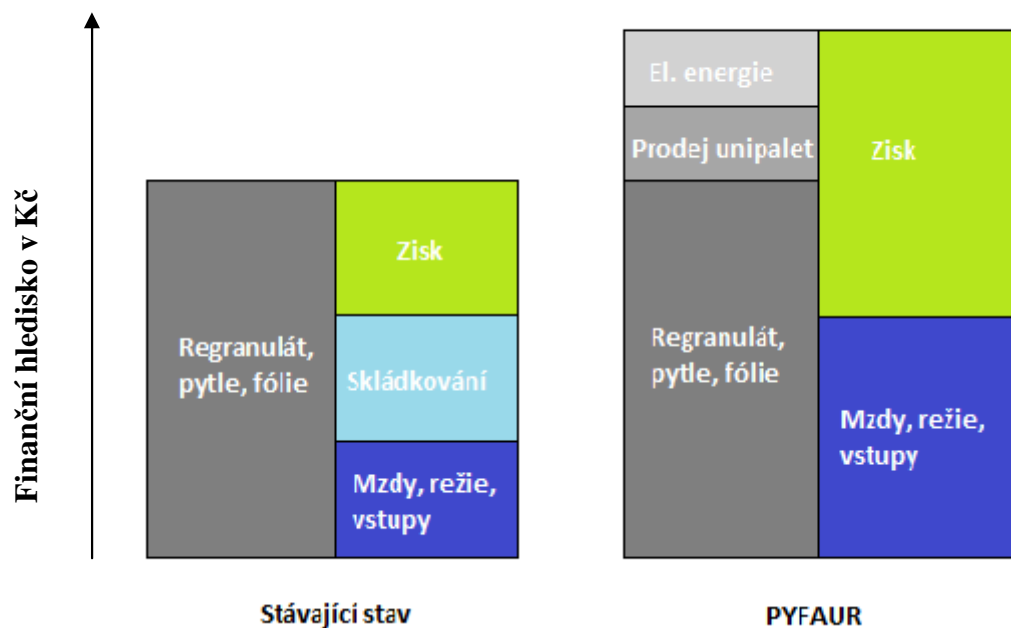 Finanční hledisko v Kč
Regranulát,
pytle, fólie
Zisk
Skládkování
Mzdy, režie,
vstupy
Stávající stav
El. energie
Prodej unipalet
Regranulát,
pytle, fólie
Zisk
Mzdy, režie,
vstupy
PYFAUR